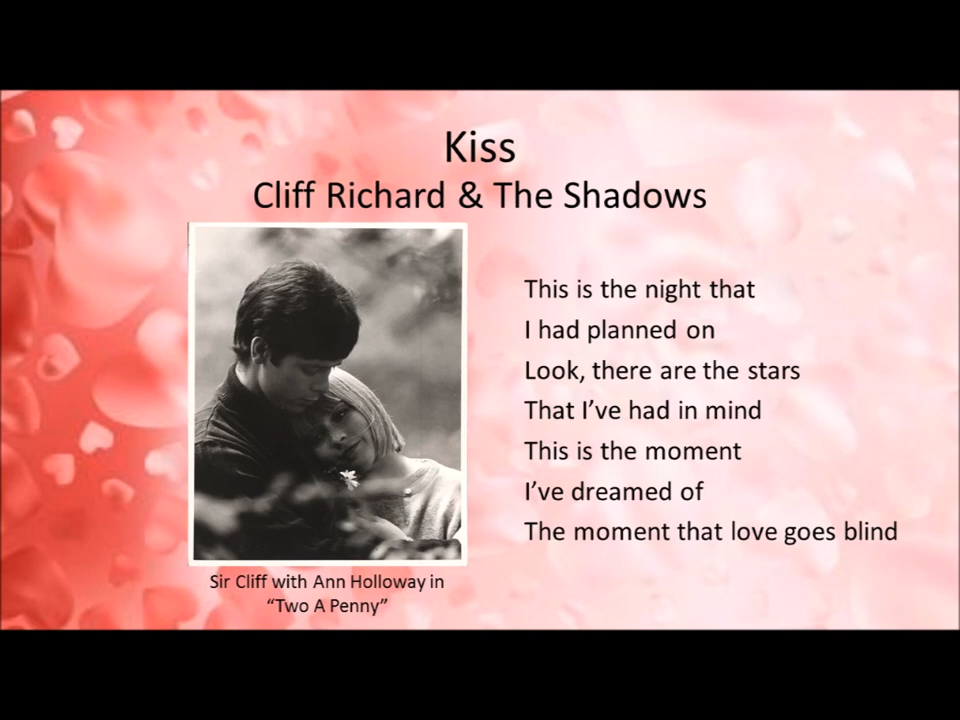 Kiss
Cliff Richard & The Shadows
This is the night that
I had planned on
Look, there are the stars
That I’ve had in mind
This is the moment
I’ve dreamed of
The moment that love goes blind
Sir Cliff with Ann Holloway in
“Two A Penny”